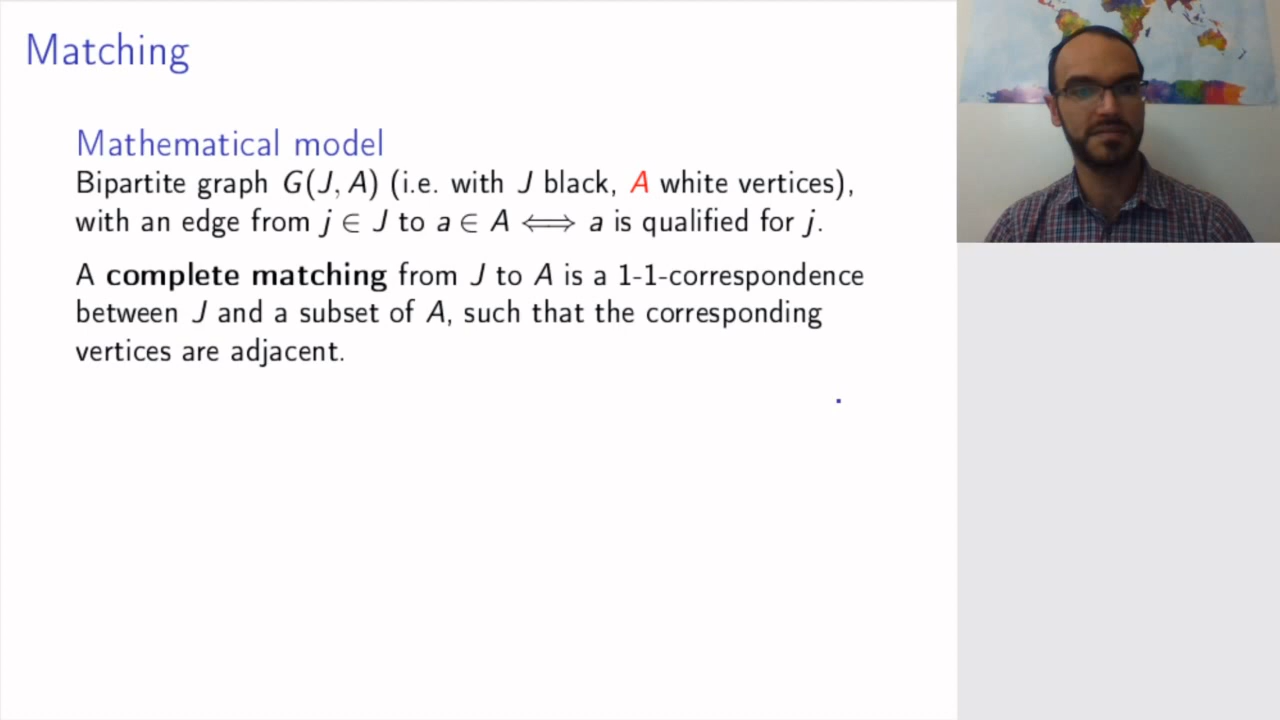 Matching
Mathematical model
Bipartite graph G(J, A) (i.e. with J black, A white vertices),
with an edge from j ∈ J to a ∈ A ⟺ a is qualified for j.
A complete matching from J to A is a 1-1-correspondence
between J and a subset of A, such that the corresponding
vertices are adjacent.